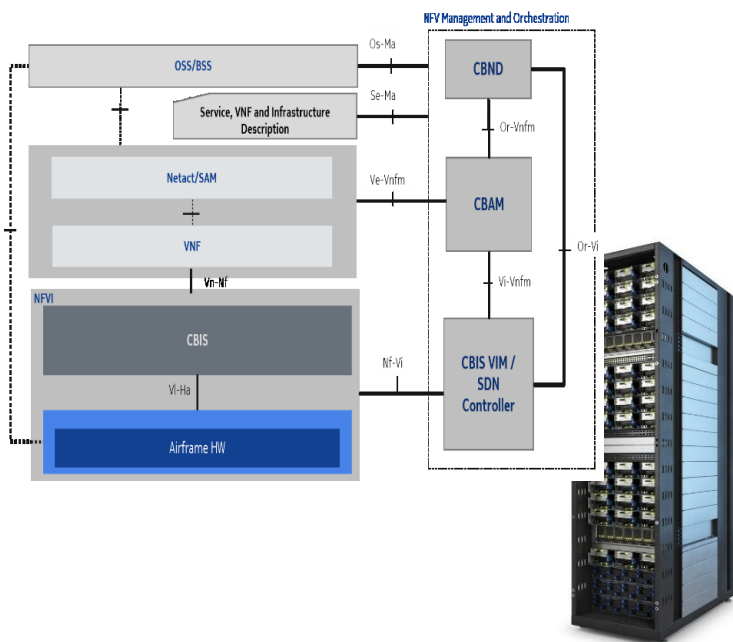 NFV Management and Orchestration
Os-Ma
OSS/BSS
CBND
Se-Ma
Service, VNF and Infrastructure
Description
Or-Vnfm
Netact/SAM
Ve-Vnfm
CBAM
VNF
Or-Vi
Vn-Nf
Vi-Vnfm
NFVI
CBIS
Nf-Vi
CBIS VIM /
SDN
Controller
Vl-Ha
Airframe HW